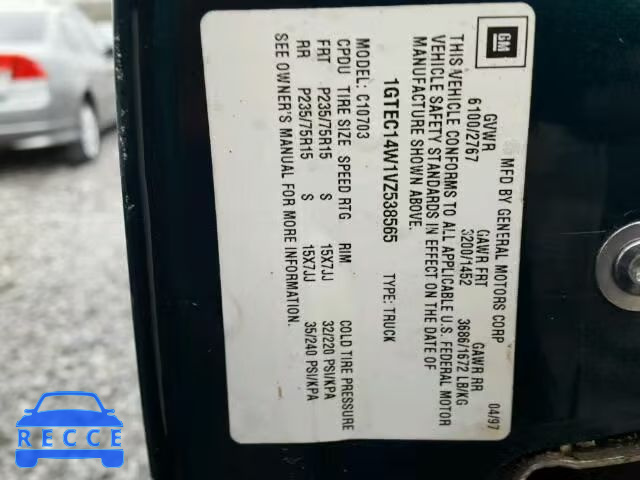 GM
MFD BY GENERAL MOTORS CORP 04/97
GVWR GAWR FRT GAWR RR
6100/2767 3200/1452 3686/1672 LB/KG
THIS VEHICLE CONFORMS TO ALL APPLICABLE U.S. FEDERAL MOTOR
VEHICLE SAFETY STANDARDS IN EFFECT ON THE DATE OF
MANUFACTURE SHOWN ABOVE.
1GTEC14W1VZ538565 TYPE: TRUCK
MODEL: C10703
CPDU TIRE SIZE SPEED RTG RIM COLD TIRE PRESSURE
FRT P235/75R15 S 15X7JJ 32/220 PSI/KPA
RR P235/75R15 S 15X7JJ 35/240 PSI/KPA
SEE OWNER'S MANUAL FOR MORE INFORMATION.
RECCE